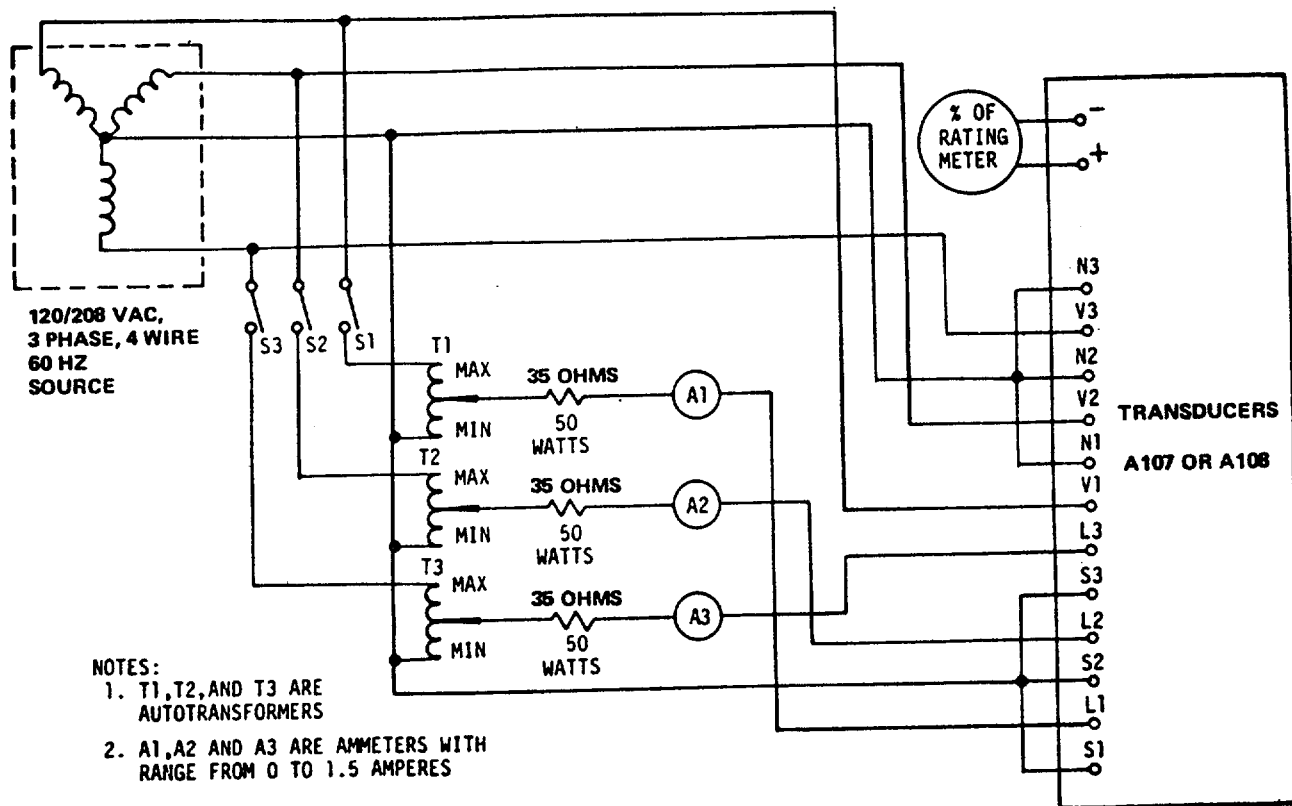 120/208 VAC,
3 PHASE, 4 WIRE
60 HZ
SOURCE
S3
S2
S1
T1
MAX
MIN
35 OHMS
50
WATTS
A1
T2
MAX
MIN
35 OHMS
50
WATTS
A2
T3
MAX
MIN
35 OHMS
50
WATTS
A3
% OF
RATING
METER
-
+
N3
V3
N2
V2
N1
V1
L3
S3
L2
S2
L1
S1
TRANSDUCERS
A107 OR A108
NOTES:
1. T1,T2,AND T3 ARE
AUTOTRANSFORMERS
2. A1,A2 AND A3 ARE AMMETERS WITH
RANGE FROM 0 TO 1.5 AMPERES